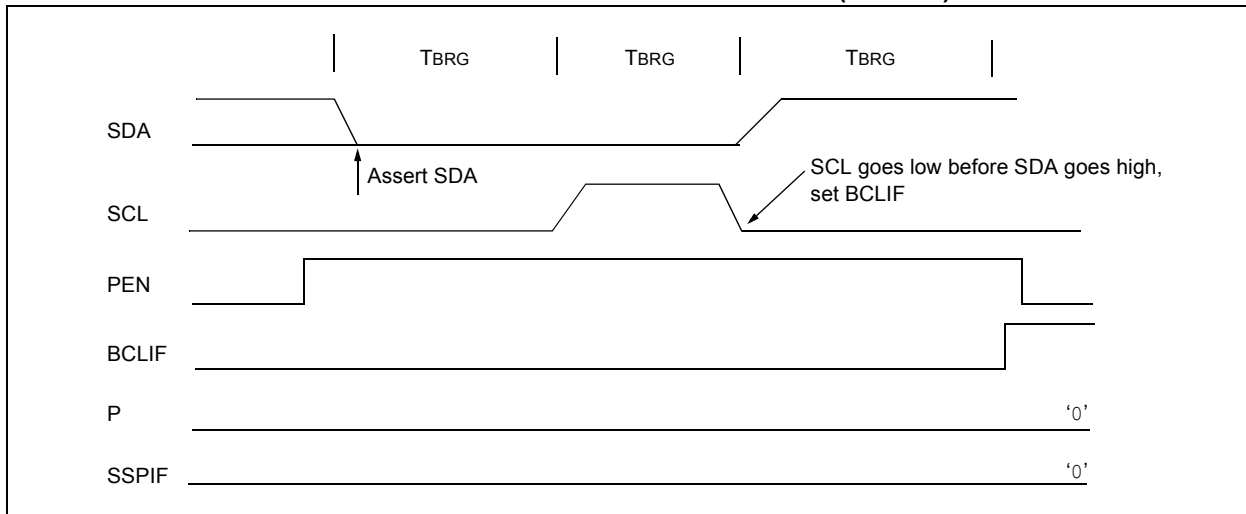 TBRG TBRG TBRG
SDA
Assert SDA
SCL goes low before SDA goes high,
set BCLIF
SCL
PEN
BCLIF
P
‘0’
SSPIF
‘0’